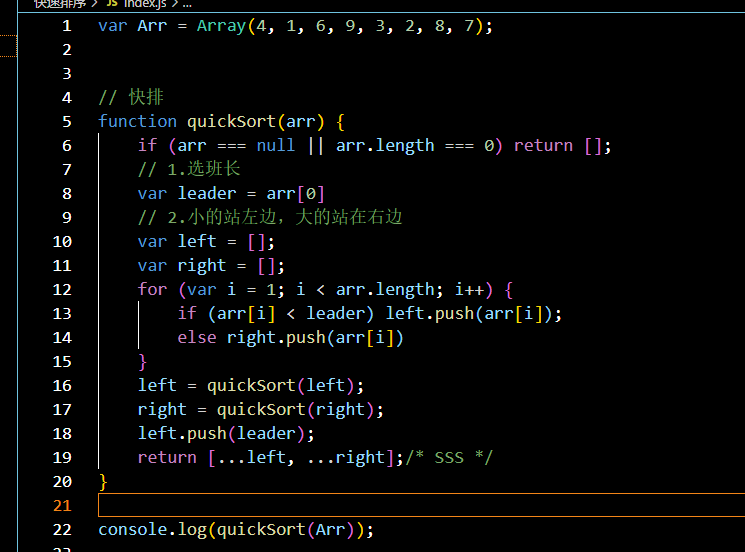 快速排序 > JS index.js > ...
1 var Arr = Array(4, 1, 6, 9, 3, 2, 8, 7);
2
3
4 // 快排
5 function quickSort(arr) {
6 if (arr === null || arr.length === 0) return [];
7 // 1.选班长
8 var leader = arr[0]
9 // 2.小的站左边，大的站在右边
10 var left = [];
11 var right = [];
12 for (var i = 1; i < arr.length; i++) {
13 if (arr[i] < leader) left.push(arr[i]);
14 else right.push(arr[i])
15 }
16 left = quickSort(left);
17 right = quickSort(right);
18 left.push(leader);
19 return [...left, ...right];/* SSS */
20 }
21
22 console.log(quickSort(Arr));